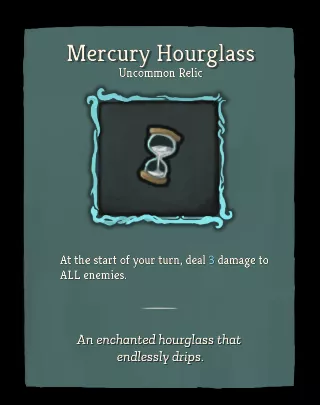 Mercury Hourglass
Uncommon Relic
At the start of your turn, deal 3 damage to
ALL enemies.
An enchanted hourglass that
endlessly drips.